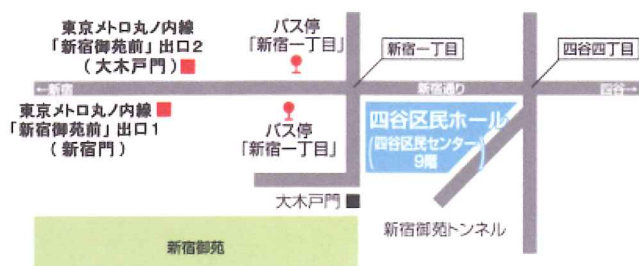 東京メトロ丸ノ内線
「新宿御苑前」出口2
（大木戸門）
バス停
「新宿一丁目」
新宿一丁目
四谷四丁目
←新宿
新宿通り
四谷→
東京メトロ丸ノ内線
「新宿御苑前」出口1
（新宿門）
バス停
「新宿一丁目」
四谷区民ホール
（四谷区民センター
9階）
大木戸門
新宿御苑トンネル
新宿御苑